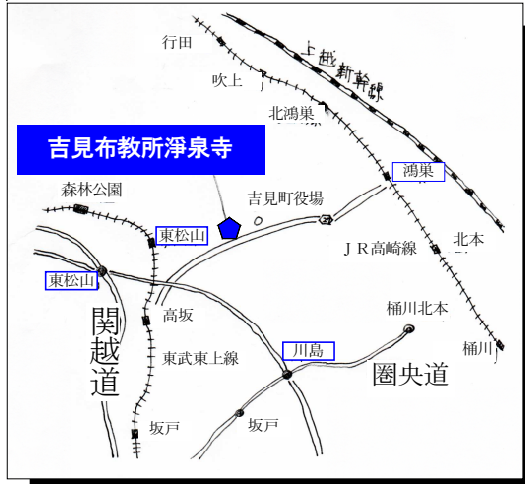 行田
上越新幹線
吹上
北鴻巣
吉見布教所淨泉寺
鴻巣
森林公園
吉見町役場
東松山
北本
ＪＲ高崎線
東松山
高坂
桶川北本
関越道
川島
桶川
東武東上線
圏央道
坂戸
坂戸